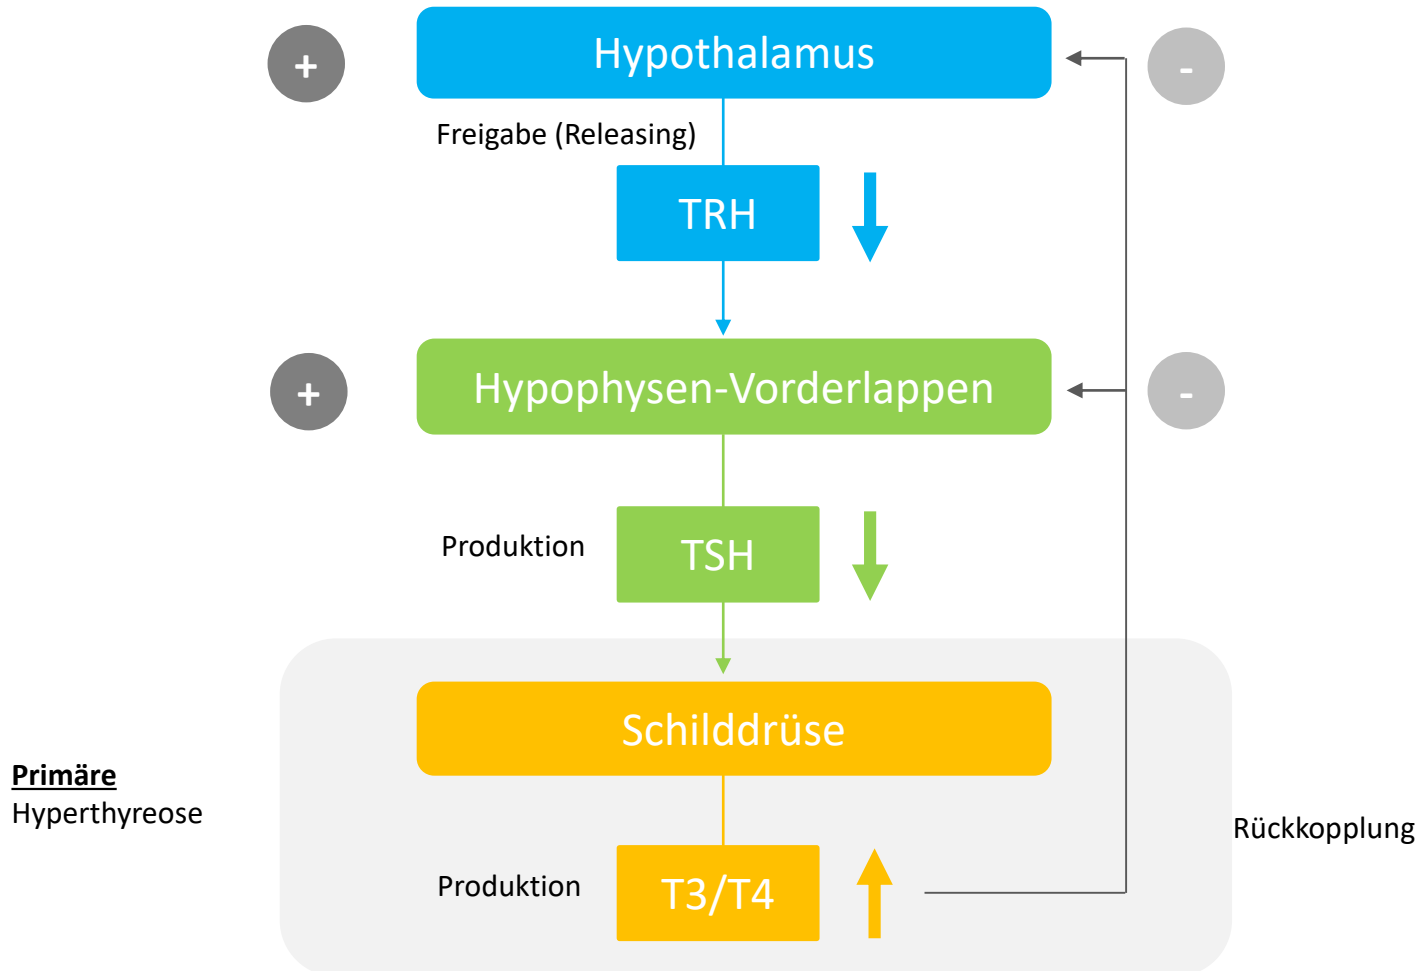 +
Hypothalamus
-
Freigabe (Releasing)
TRH
+
Hypophysen-Vorderlappen
-
Produktion
TSH
Schilddrüse
Primäre
Hyperthyreose
Rückkopplung
Produktion
T3/T4